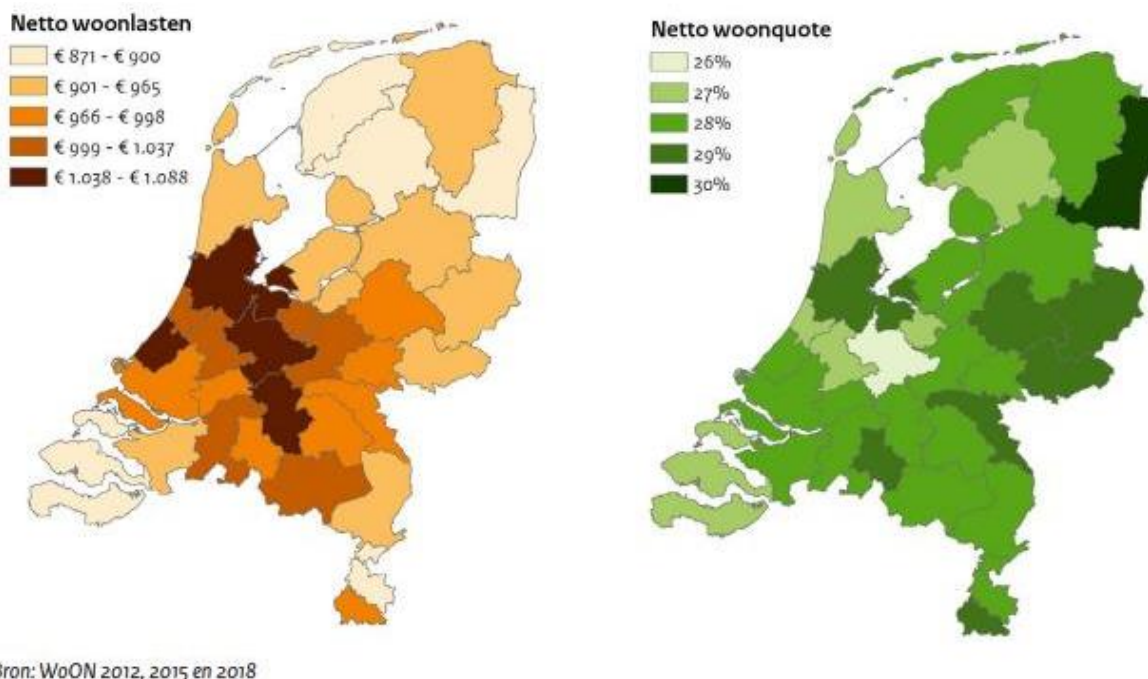 Netto woonlasten
€ 871 - € 900
€ 901 - € 965
€ 966 - € 998
€ 999 - € 1.037
€ 1.038 - € 1.088
Netto woonquote
26%
27%
28%
29%
30%
Bron: WoON 2012, 2015 en 2018